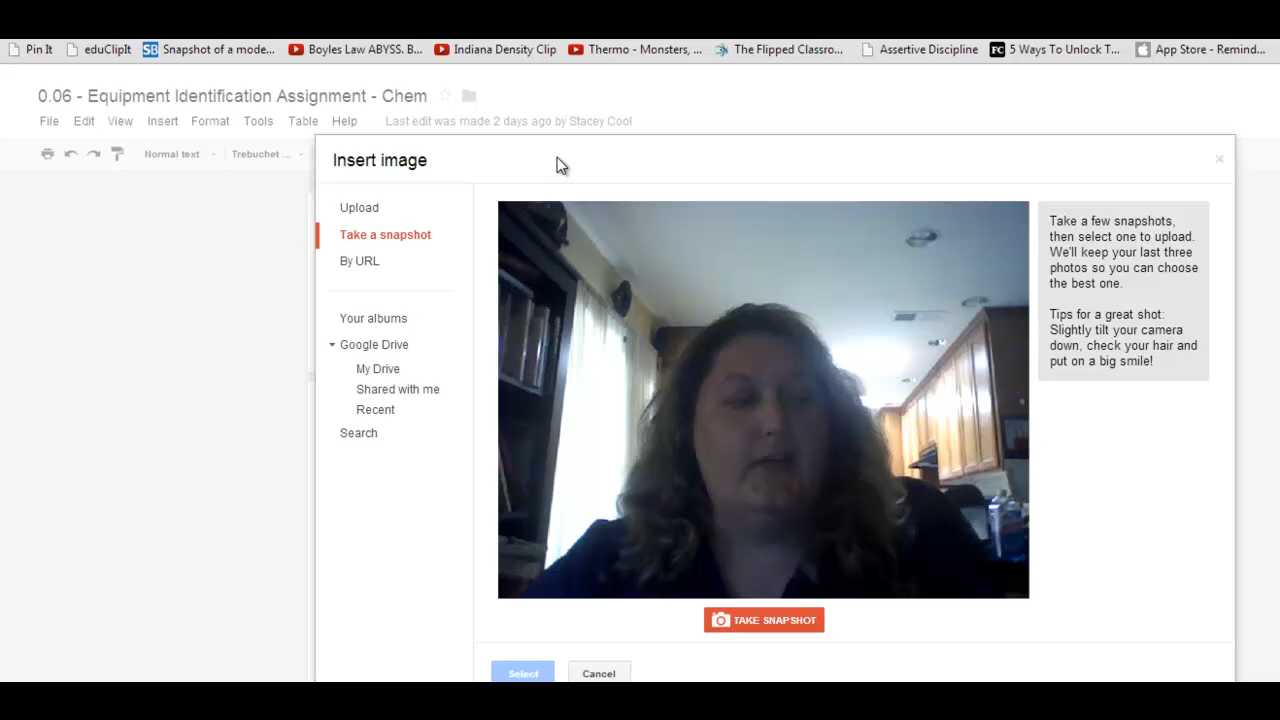 Pin It eduClipIt SB Snapshot of a mode... Boyles Law ABYSS. B... Indiana Density Clip Thermo - Monsters, ... The Flipped Classro... Assertive Discipline FC 5 Ways To Unlock T... App Store - Remind...
0.06 - Equipment Identification Assignment - Chem
File Edit View Insert Format Tools Table Help Last edit was made 2 days ago by Stacey Cool
Normal text Trebuchet ...
Insert image
Upload
Take a snapshot
By URL
Your albums
Google Drive
My Drive
Shared with me
Recent
Search
Take a few snapshots,
then select one to upload.
We'll keep your last three
photos so you can choose
the best one.
Tips for a great shot:
Slightly tilt your camera
down, check your hair and
put on a big smile!
TAKE SNAPSHOT
Select Cancel